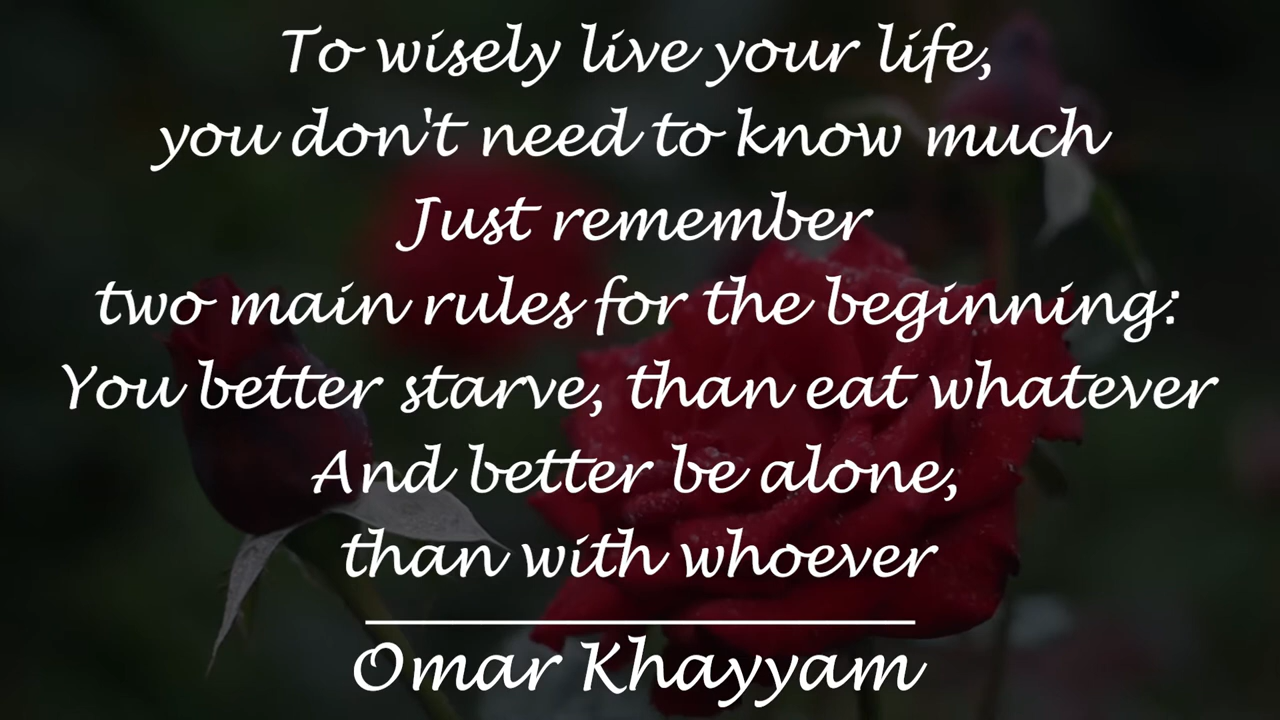 To wisely live your life,
you don't need to know much
Just remember
two main rules for the beginning:
You better starve, than eat whatever
And better be alone,
than with whoever
Omar Khayyam